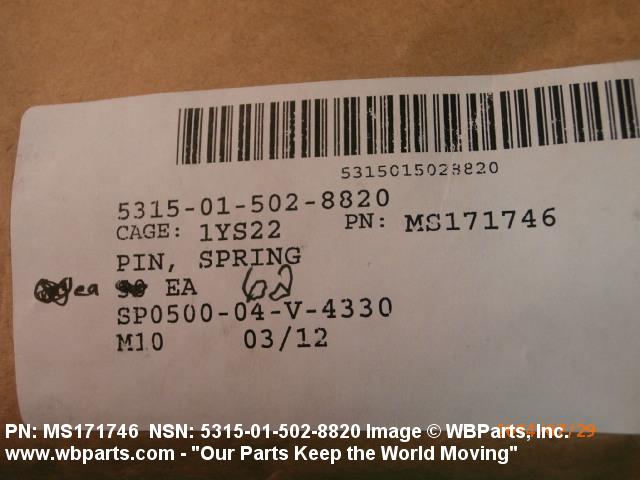 5315015028820
5315-01-502-8820
CAGE: 1YS22 PN: MS171746
PIN, SPRING
ea EA 62
SP0500-04-V-4330
M10 03/12
PN: MS171746 NSN: 5315-01-502-8820 Image © WBParts, Inc.
www.wbparts.com - "Our Parts Keep the World Moving"